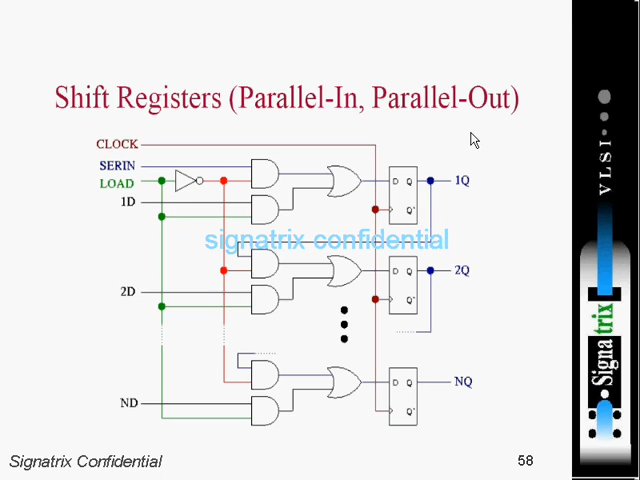 Shift Registers (Parallel-In, Parallel-Out)
CLOCK
SERIN
LOAD
1D
D Q
Q'
1Q
signatrix confidential
2D
D Q
Q'
2Q
ND
D Q
Q'
NQ
VLSI
Signatrix
Signatrix Confidential
58